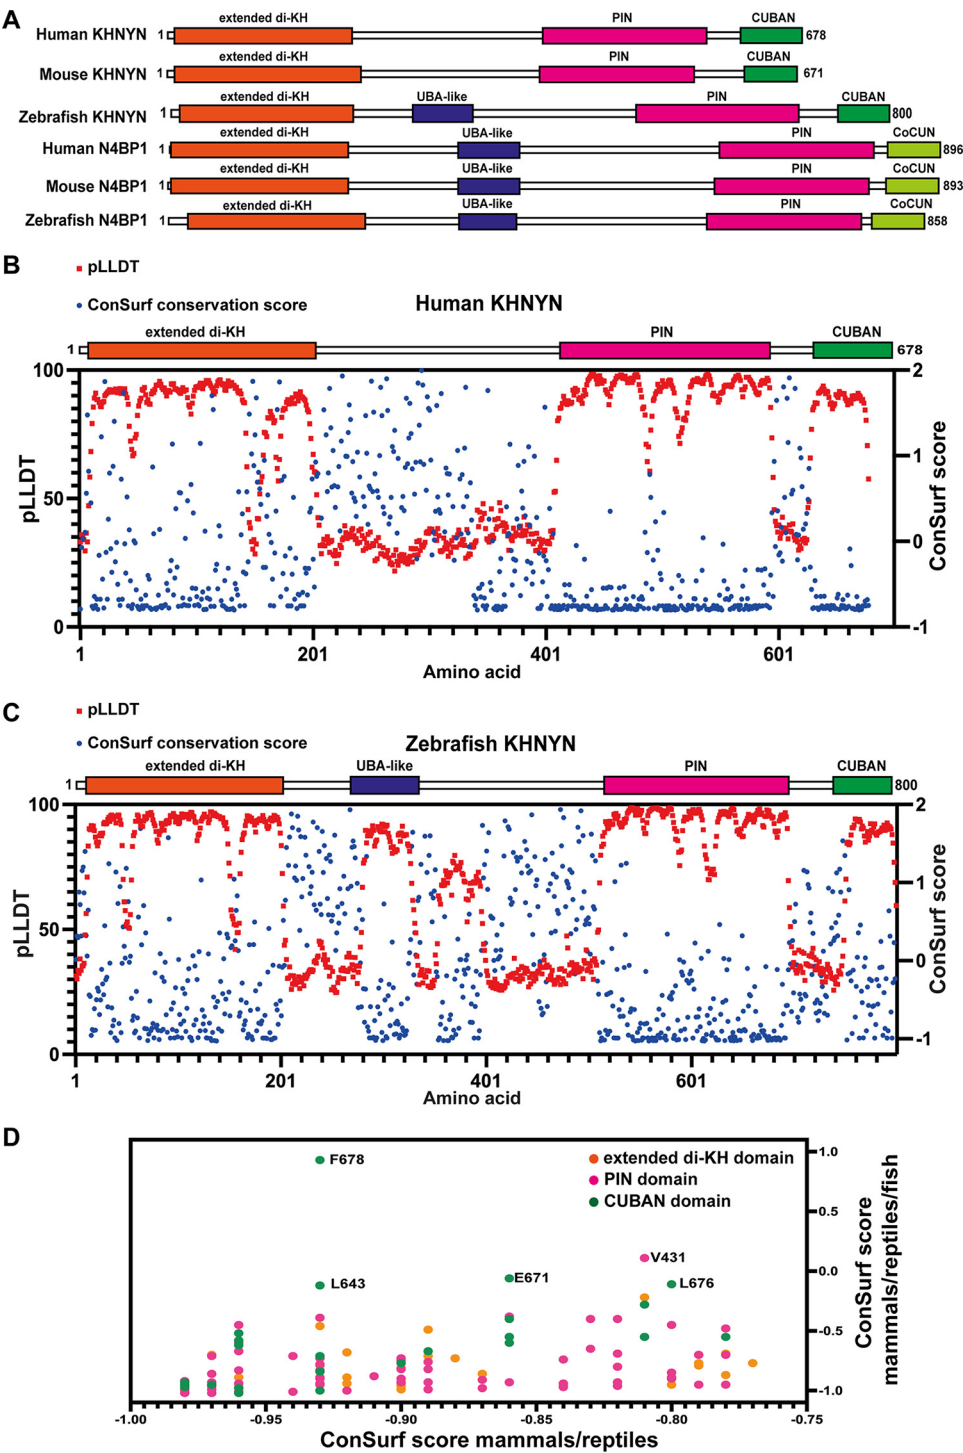 A
extended di-KH PIN CUBAN
Human KHNYN 1 678
extended di-KH PIN CUBAN
Mouse KHNYN 1 671
extended di-KH UBA-like PIN CUBAN
Zebrafish KHNYN 1 800
extended di-KH UBA-like PIN CoCUN
Human N4BP1 1 896
extended di-KH UBA-like PIN CoCUN
Mouse N4BP1 1 893
extended di-KH UBA-like PIN CoCUN
Zebrafish N4BP1 1 858
B
pLLDT
ConSurf conservation score
Human KHNYN
extended di-KH PIN CUBAN
1 678
100 2
1
50
0
0 -1
pLLDT
ConSurf score
1 201 401 601
Amino acid
C
pLLDT
ConSurf conservation score
Zebrafish KHNYN
extended di-KH UBA-like PIN CUBAN
1 800
100 2
1
50
0
0 -1
pLLDT
ConSurf score
1 201 401 601
Amino acid
D
F678
extended di-KH domain
PIN domain
CUBAN domain
L643
E671
V431
L676
1.0
0.5
0.0
-0.5
-1.0
ConSurf score
mammals/reptiles/fish
-1.00 -0.95 -0.90 -0.85 -0.80 -0.75
ConSurf score mammals/reptiles